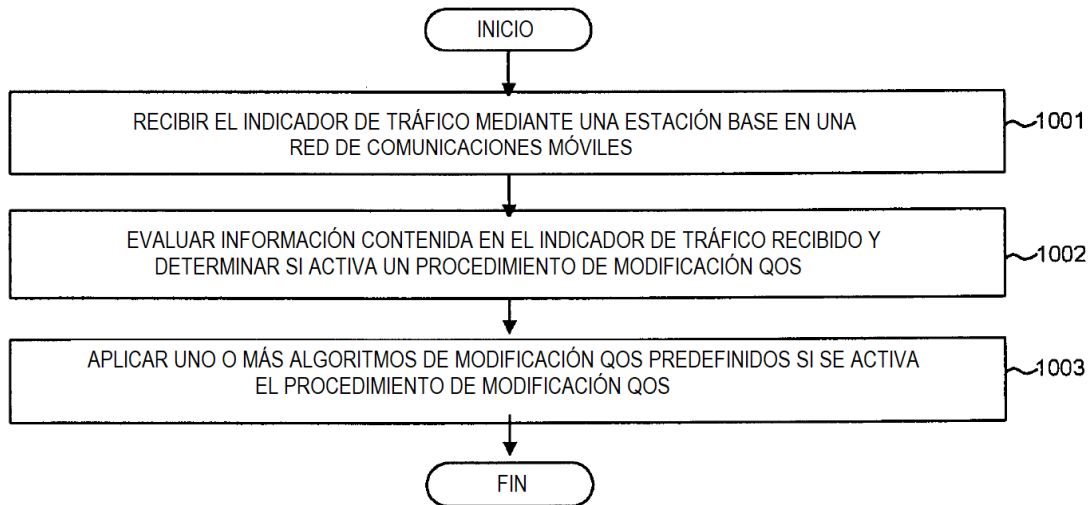 INICIO
RECIBIR EL INDICADOR DE TRÁFICO MEDIANTE UNA ESTACIÓN BASE EN UNA
RED DE COMUNICACIONES MÓVILES
1001
EVALUAR INFORMACIÓN CONTENIDA EN EL INDICADOR DE TRÁFICO RECIBIDO Y
DETERMINAR SI ACTIVA UN PROCEDIMIENTO DE MODIFICACIÓN QOS
1002
APLICAR UNO O MÁS ALGORITMOS DE MODIFICACIÓN QOS PREDEFINIDOS SI SE ACTIVA
EL PROCEDIMIENTO DE MODIFICACIÓN QOS
1003
FIN